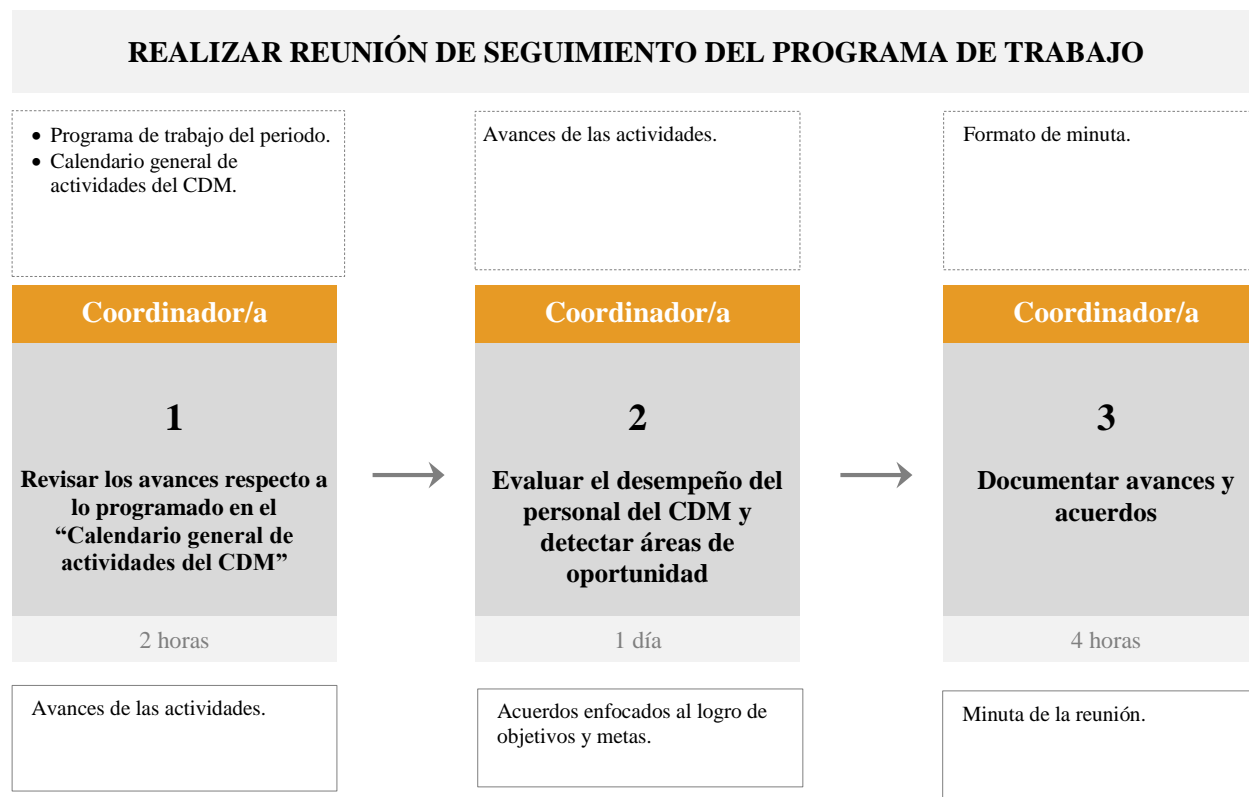 REALIZAR REUNIÓN DE SEGUIMIENTO DEL PROGRAMA DE TRABAJO
• Programa de trabajo del periodo.
• Calendario general de
actividades del CDM.
Avances de las actividades.
Formato de minuta.
Coordinador/a
Coordinador/a
Coordinador/a
1
Revisar los avances respecto a
lo programado en el
“Calendario general de
actividades del CDM”
2
Evaluar el desempeño del
personal del CDM y
detectar áreas de
oportunidad
3
Documentar avances y
acuerdos
2 horas
1 día
4 horas
Avances de las actividades.
Acuerdos enfocados al logro de
objetivos y metas.
Minuta de la reunión.